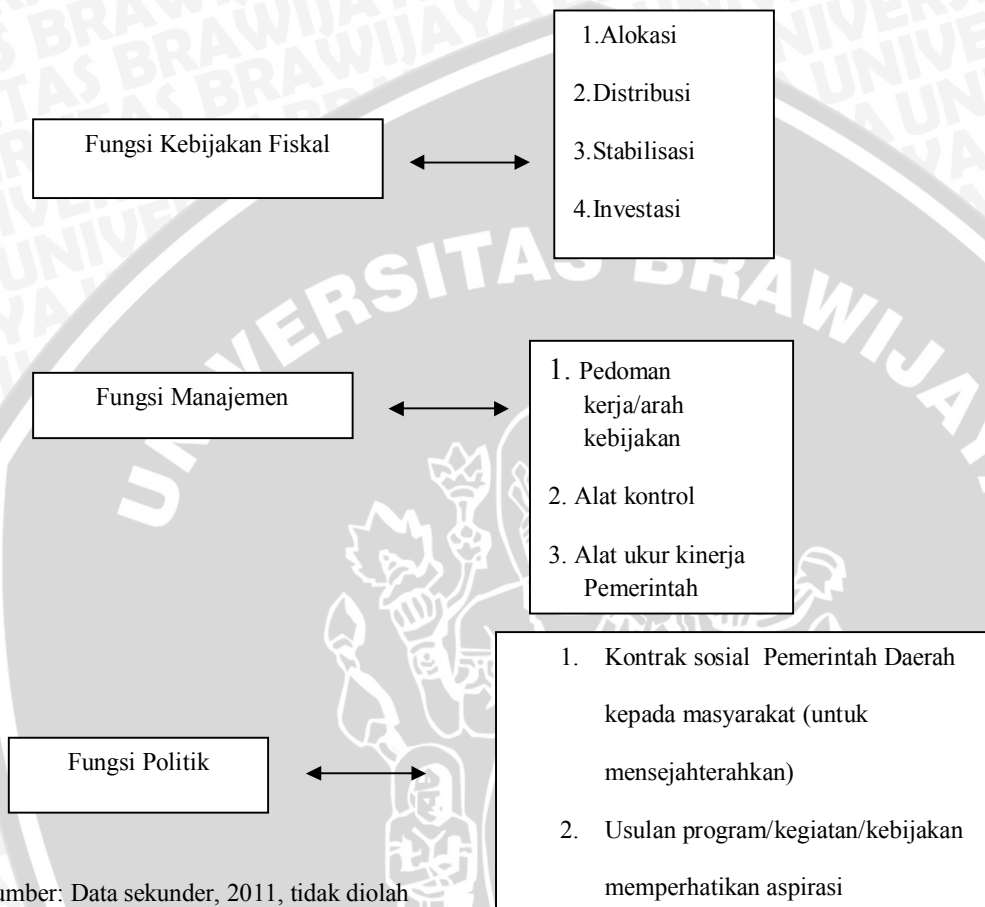 Fungsi Kebijakan Fiskal
1.Alokasi
2.Distribusi
3.Stabilisasi
4.Investasi
UNIVERSITAS BRAWIJAYA
Fungsi Manajemen
1. Pedoman
kerja/arah
kebijakan
2. Alat kontrol
3. Alat ukur kinerja
Pemerintah
Fungsi Politik
1. Kontrak sosial Pemerintah Daerah
kepada masyarakat (untuk
mensejahterahkan)
2. Usulan program/kegiatan/kebijakan
memperhatikan aspirasi
umber: Data sekunder, 2011, tidak diolah